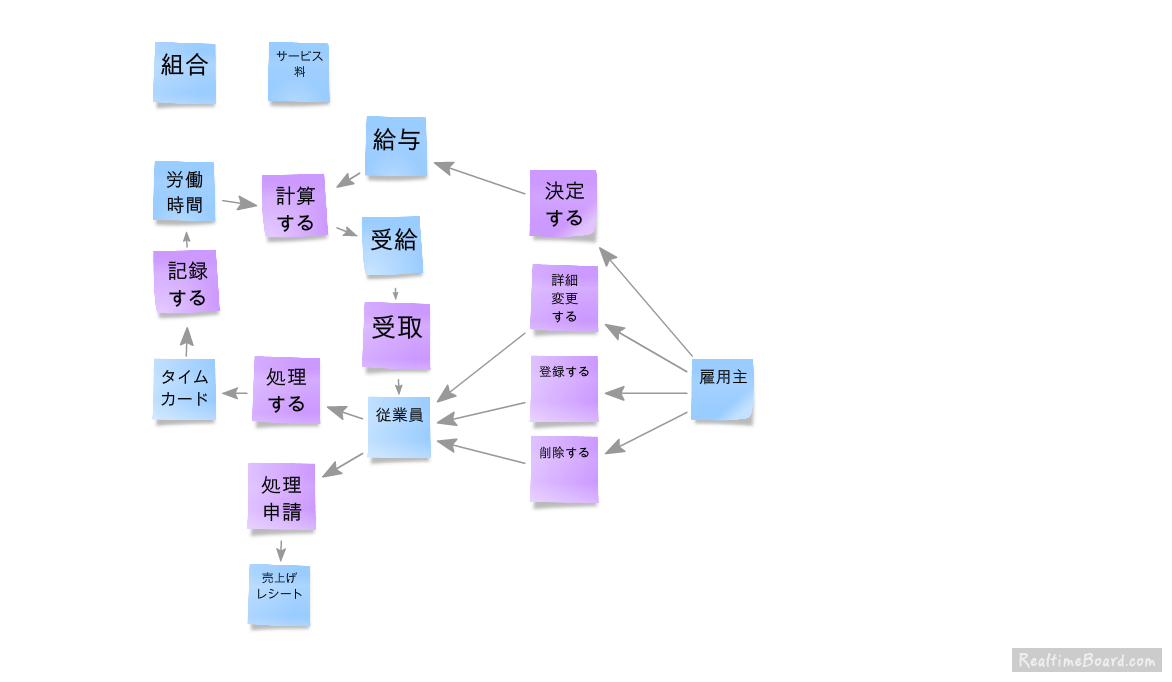 組合
サービス
料
給与
労働
時間
計算
する
決定
する
受給
記録
する
詳細
変更
する
受取
タイム
カード
処理
する
登録する
雇用主
従業員
削除する
処理
申請
売上げ
レシート
RealtimeBoard.com